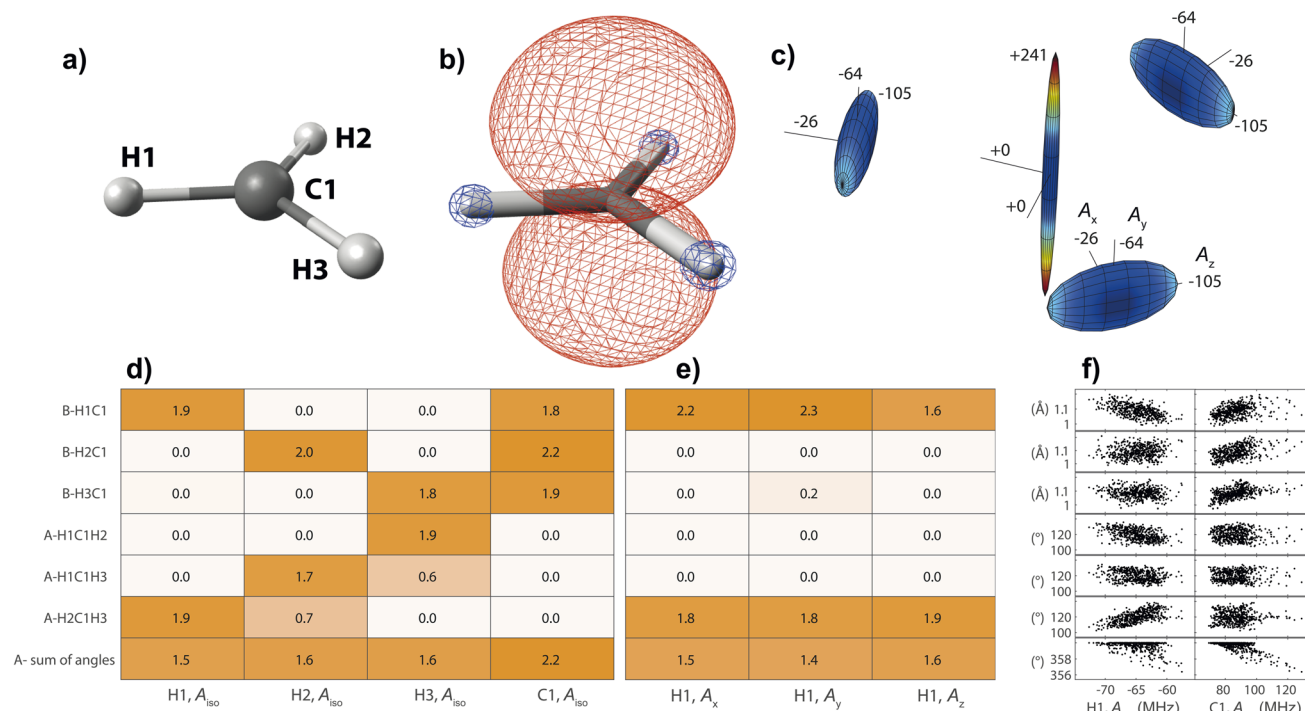 a)
H1
H2
C1
H3
b)
c)
-64
-105
-26
+241
+0
+0
-64
-26
-105
Ax
Ay
Az
-26
-64
-105
d)
e)
f)
B-H1C1 1.9 0.0 0.0 1.8 2.2 2.3 1.6
B-H2C1 0.0 2.0 0.0 2.2 0.0 0.0 0.0
B-H3C1 0.0 0.0 1.8 1.9 0.0 0.2 0.0
A-H1C1H2 0.0 0.0 1.9 0.0 0.0 0.0 0.0
A-H1C1H3 0.0 1.7 0.6 0.0 0.0 0.0 0.0
A-H2C1H3 1.9 0.7 0.0 0.0 1.8 1.8 1.9
A- sum of angles 1.5 1.6 1.6 2.2 1.5 1.4 1.6
H1, Aiso H2, Aiso H3, Aiso C1, Aiso H1, Ax H1, Ay H1, Az
(Å) 1.1
1
(Å) 1.1
1
(Å) 1.1
1
(°) 120
100
(°) 120
100
(°) 120
100
(°) 358
356
-70 -65 -60 80 100 120
H1, A (MHz) C1, A (MHz)